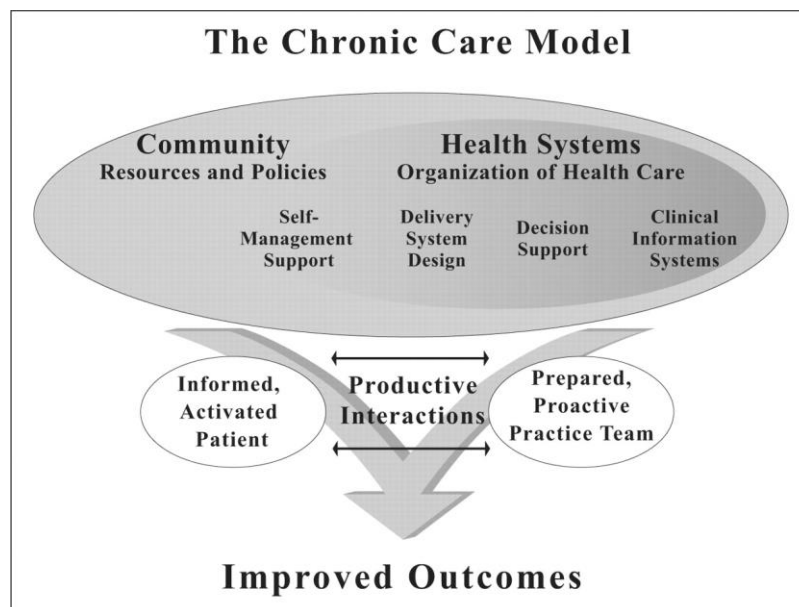 The Chronic Care Model
Community
Resources and Policies
Health Systems
Organization of Health Care
Self-
Management
Support
Delivery
System
Design
Decision
Support
Clinical
Information
Systems
Informed,
Activated
Patient
Productive
Interactions
Prepared,
Proactive
Practice Team
Improved Outcomes